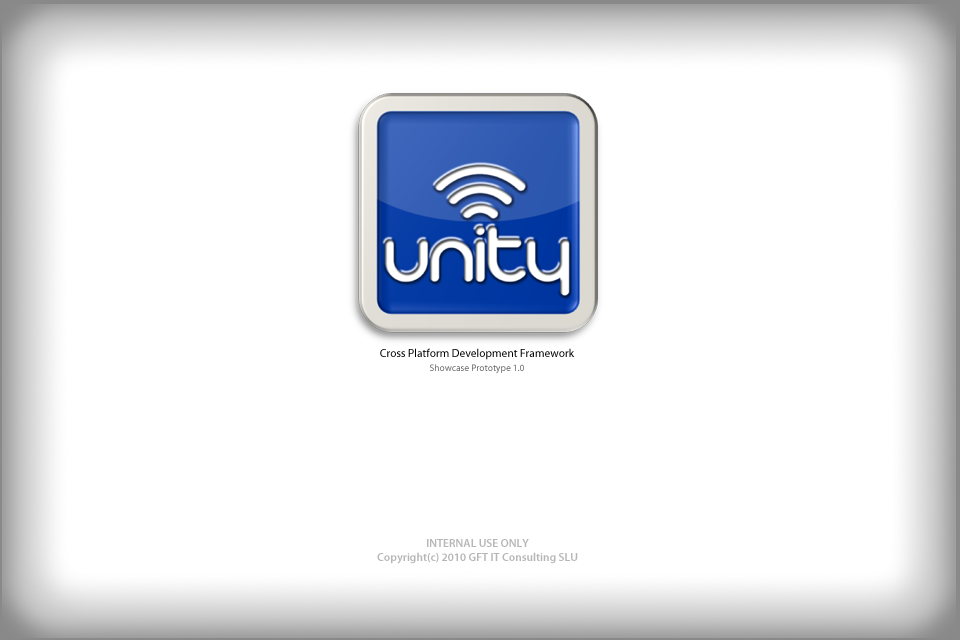 unity
Cross Platform Development Framework
Showcase Prototype 1.0
INTERNAL USE ONLY
Copyright(c) 2010 GFT IT Consulting SLU